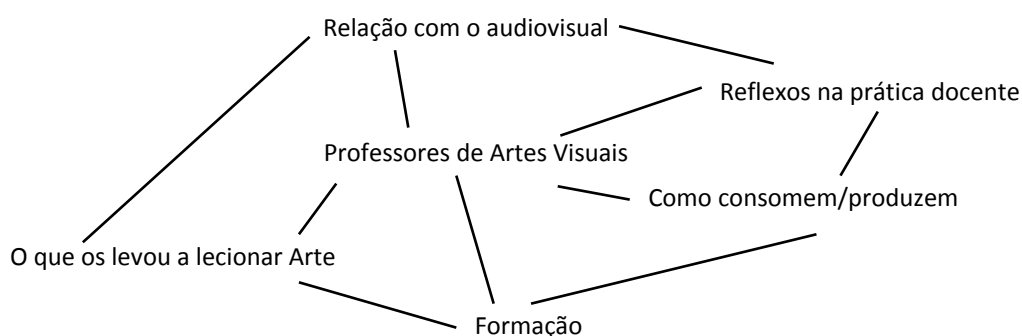 Relação com o audiovisual
Reflexos na prática docente
Professores de Artes Visuais
Como consomem/produzem
O que os levou a lecionar Arte
Formação